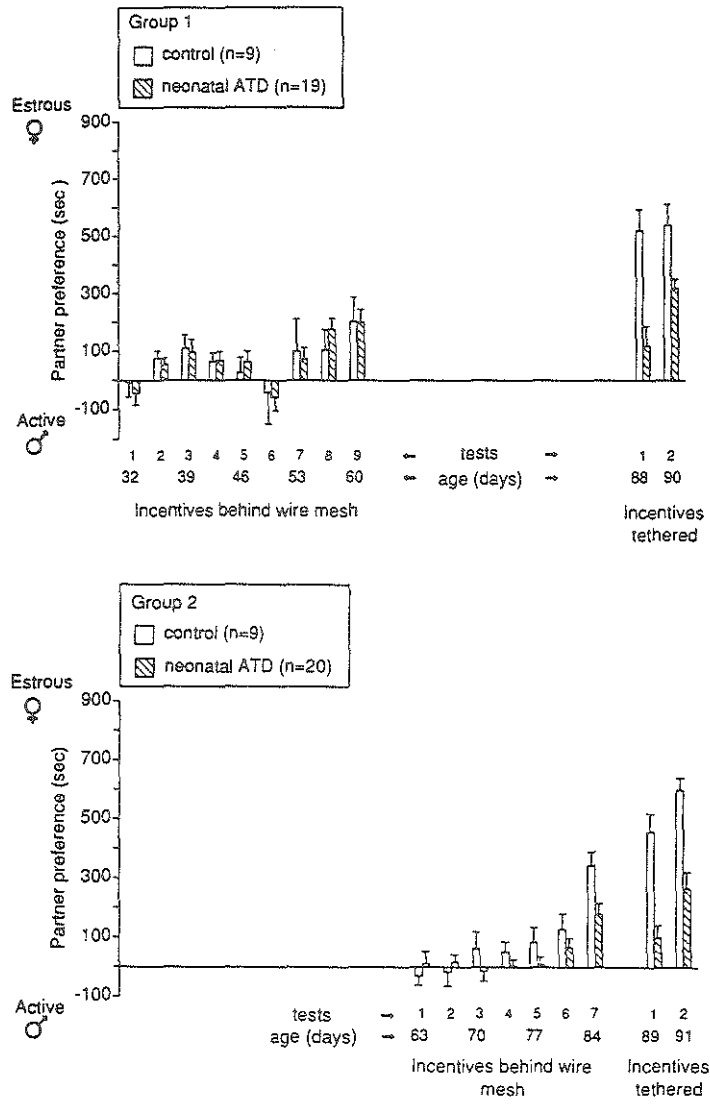 Group 1
control (n=9)
neonatal ATD (n=19)
Estrous
♀
900
700
500
300
100
-100
Partner preference (sec)
Active
♂
1 2 3 4 5 6 7 8 9 ← tests → 1 2
32 39 45 53 60 ← age (days) → 88 90
Incentives behind wire mesh
Incentives
tethered
Group 2
control (n=9)
neonatal ATD (n=20)
Estrous
♀
900
700
500
300
100
-100
Partner preference (sec)
Active
♂
tests → 1 2 3 4 5 6 7 1 2
age (days) → 63 70 77 84 89 91
Incentives behind wire
mesh
Incentives
tethered